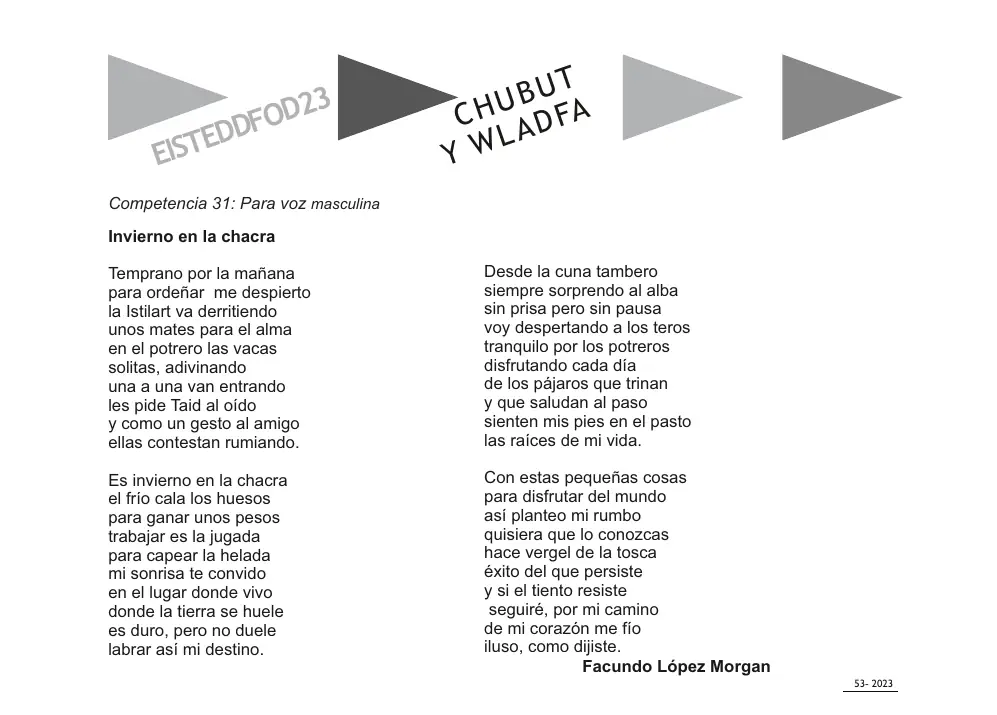 EISTEDDFOD23
CHUBUT
Y WLADFA
Competencia 31: Para voz masculina
Invierno en la chacra
Temprano por la mañana
para ordeñar  me despierto
la Istilart va derritiendo
unos mates para el alma
en el potrero las vacas
solitas, adivinando
una a una van entrando
les pide Taid al oído
y como un gesto al amigo
ellas contestan rumiando.
Es invierno en la chacra
el frío cala los huesos
para ganar unos pesos
trabajar es la jugada
para capear la helada
mi sonrisa te convido
en el lugar donde vivo
donde la tierra se huele
es duro, pero no duele
labrar así mi destino.
Desde la cuna tambero
siempre sorprendo al alba
sin prisa pero sin pausa
voy despertando a los teros
tranquilo por los potreros
disfrutando cada día
de los pájaros que trinan
y que saludan al paso
sienten mis pies en el pasto
las raíces de mi vida.
Con estas pequeñas cosas
para disfrutar del mundo
así planteo mi rumbo
quisiera que lo conozcas
hace vergel de la tosca
éxito del que persiste
y si el tiento resiste
seguiré, por mi camino
de mi corazón me fío
iluso, como dijiste.
Facundo López Morgan
53- 2023